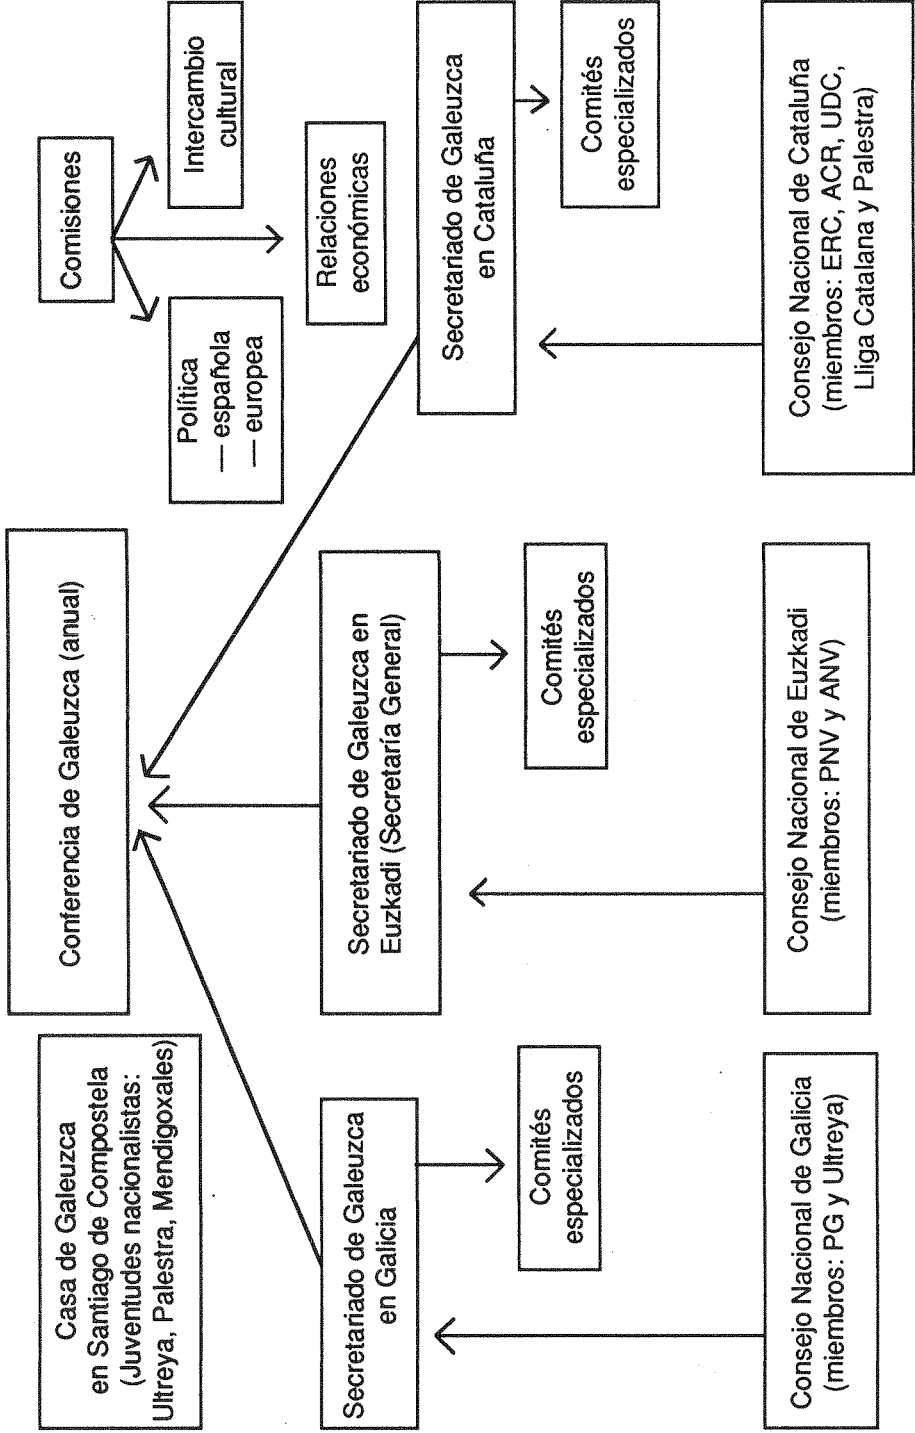 Casa de Galeuzca
en Santiago de Compostela
(Juventudes nacionalistas:
Ultreya, Palestra, Mendigoxales)
Conferencia de Galeuzca (anual)
Comisiones
Política
— española
— europea
Relaciones
económicas
Intercambio
cultural
Secretariado de Galeuzca
en Galicia
Comités
especializados
Secretariado de Galeuzca en
Euzkadi (Secretaría General)
Comités
especializados
Secretariado de Galeuzca
en Cataluña
Comités
especializados
Consejo Nacional de Galicia
(miembros: PG y Ultreya)
Consejo Nacional de Euzkadi
(miembros: PNV y ANV)
Consejo Nacional de Cataluña
(miembros: ERC, ACR, UDC,
Lliga Catalana y Palestra)